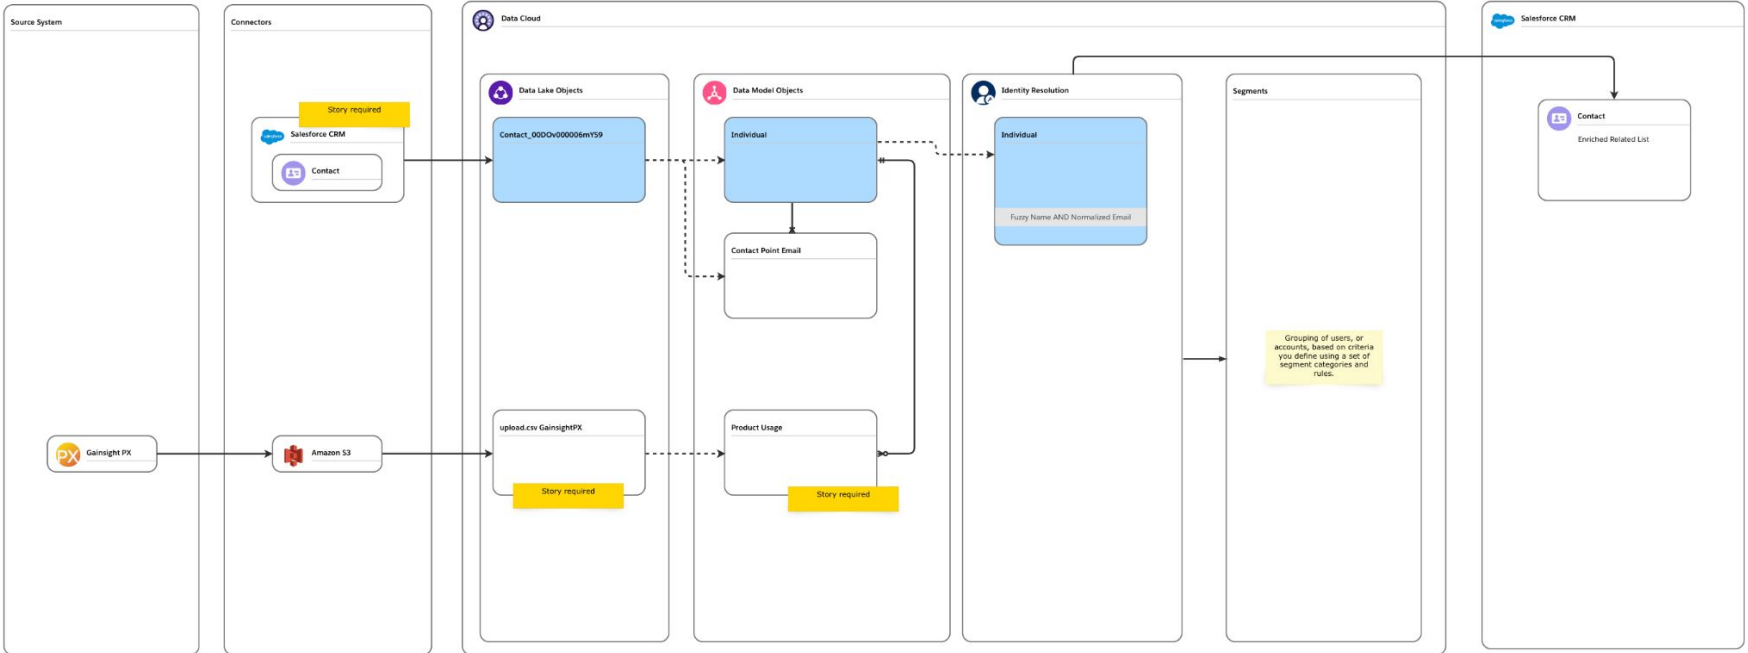 Source System
Connectors
Data Cloud
Salesforce CRM
Data Lake Objects
Data Model Objects
Identity Resolution
Segments
Story required
Salesforce CRM
Contact
Contact_00DOv000006mYS9
Individual
Individual
Fuzzy Name AND Normalized Email
Contact
Enriched Related List
Contact Point Email
Grouping of users, or
accounts, based on criteria
you define using a set of
segment categories and
rules.
PX
Gainsight PX
Amazon S3
upload.csv GainsightPX
Product Usage
Story required
Story required